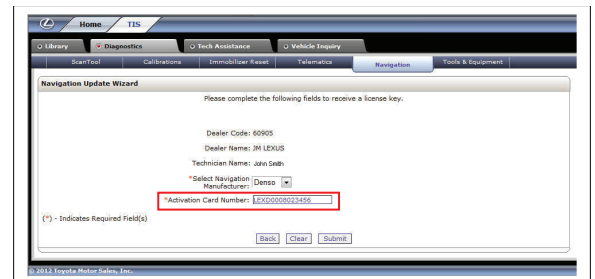 Home TIS
Library Diagnostics Tech Assistance Vehicle Inquiry
ScanTool Calibrations Immobilizer Reset Telematics Navigation Tools & Equipment
Navigation Update Wizard
Please complete the following fields to receive a license key.
Dealer Code: 60905
Dealer Name: JM LEXUS
Technician Name: John Smith
*Select Navigation Manufacturer: Denso
*Activation Card Number: LEXD0008023456
(*) - Indicates Required Field(s)
Back Clear Submit
© 2012 Toyota Motor Sales, Inc.